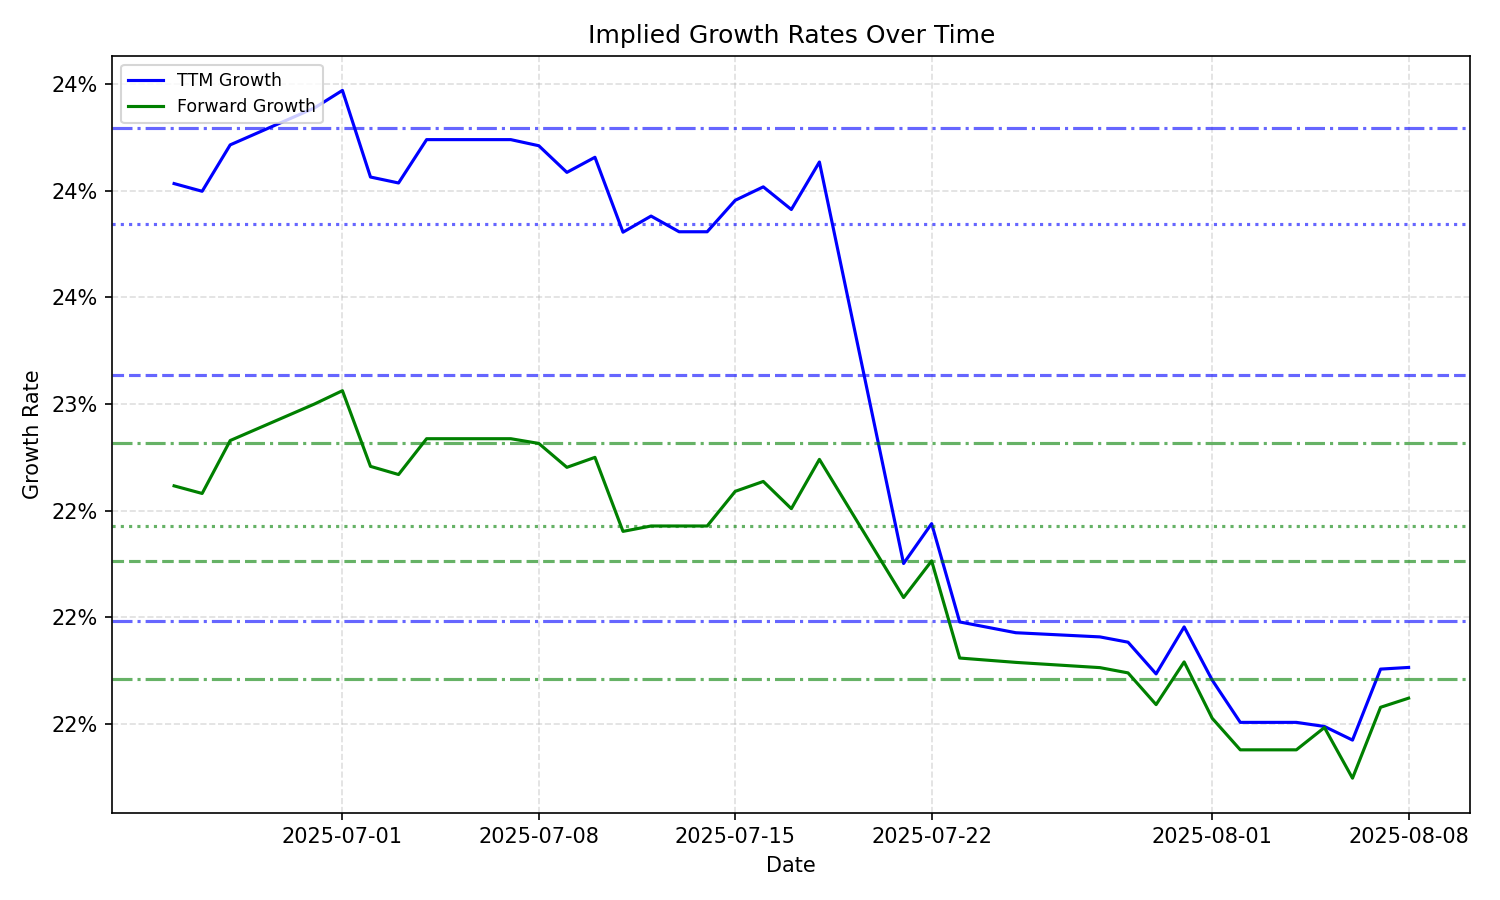 Implied Growth Rates Over Time
TTM Growth
Forward Growth
24%
24%
24%
23%
22%
22%
22%
Growth Rate
2025-07-01
2025-07-08
2025-07-15
2025-07-22
2025-08-01
2025-08-08
Date